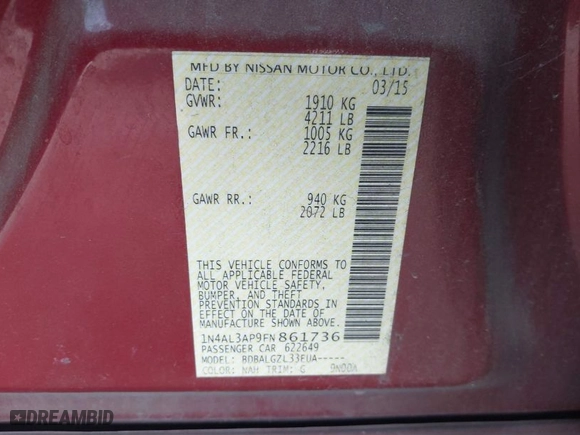 MFD BY NISSAN MOTOR CO., LTD.
DATE: 03/15
GVWR: 1910 KG
4211 LB
GAWR FR.: 1005 KG
2216 LB
GAWR RR.: 940 KG
2072 LB
THIS VEHICLE CONFORMS TO
ALL APPLICABLE FEDERAL
MOTOR VEHICLE SAFETY,
BUMPER, AND THEFT
PREVENTION STANDARDS IN
EFFECT ON THE DATE OF
MANUFACTURE SHOWN ABOVE.
1N4AL3AP9FN861736
PASSENGER CAR 622649
MODEL: BDBALGZL33EUA-----
COLOR: NAH TRIM: G
DREAMBID